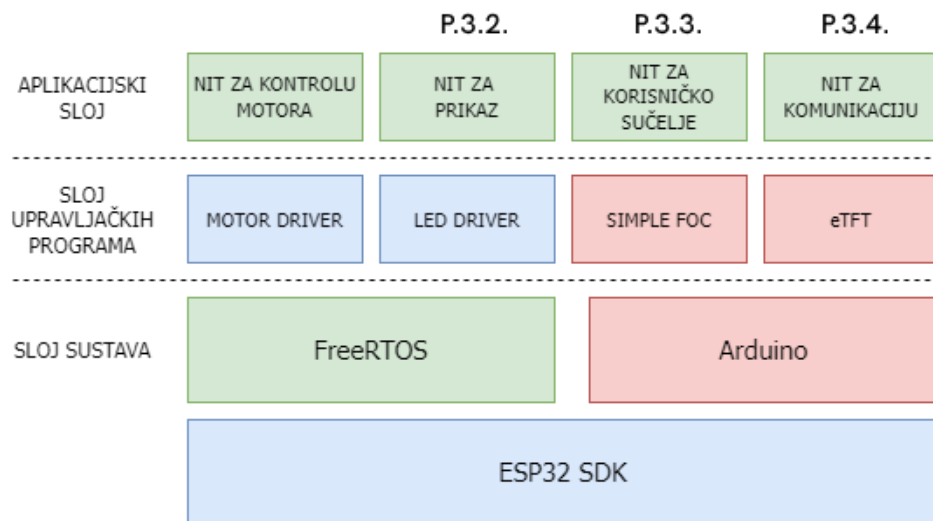 P.3.2. P.3.3. P.3.4.
APLIKACIJSKI
SLOJ
NIT ZA KONTROLU
MOTORA
NIT ZA
PRIKAZ
NIT ZA
KORISNIČKO
SUČELJE
NIT ZA
KOMUNIKACIJU
SLOJ
UPRAVLJAČKIH
PROGRAMA
MOTOR DRIVER
LED DRIVER
SIMPLE FOC
eTFT
SLOJ SUSTAVA
FreeRTOS
Arduino
ESP32 SDK